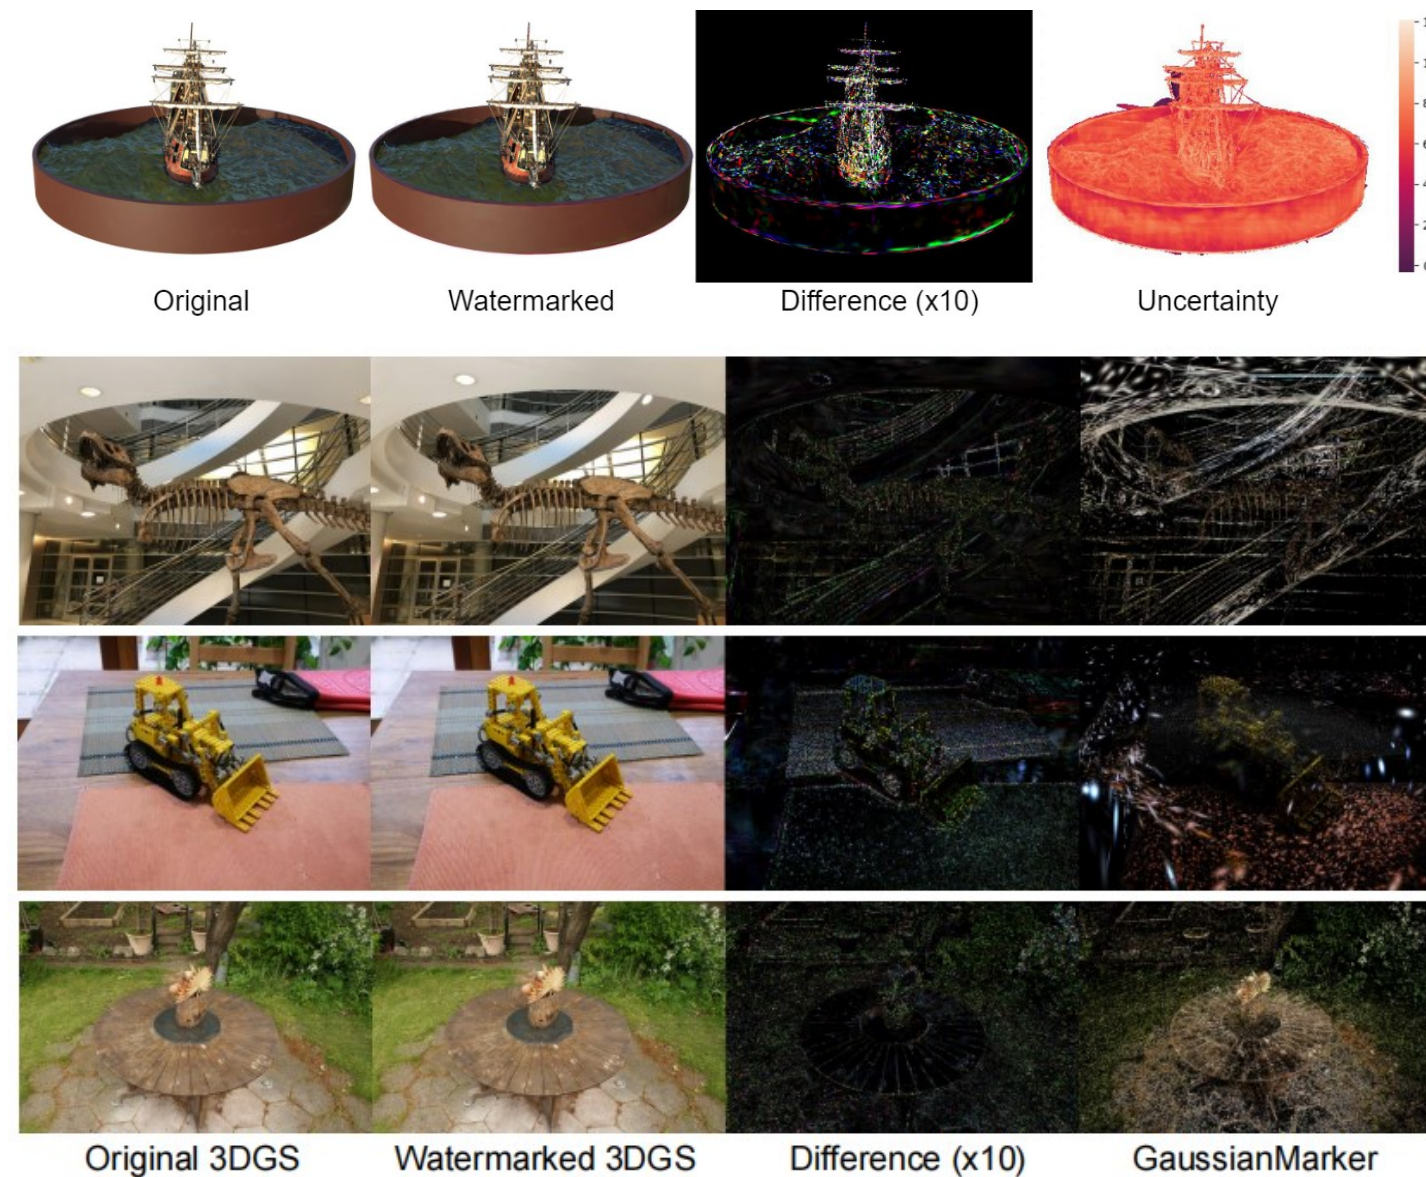 Original Watermarked Difference (x10) Uncertainty
Original 3DGS Watermarked 3DGS Difference (x10) GaussianMarker